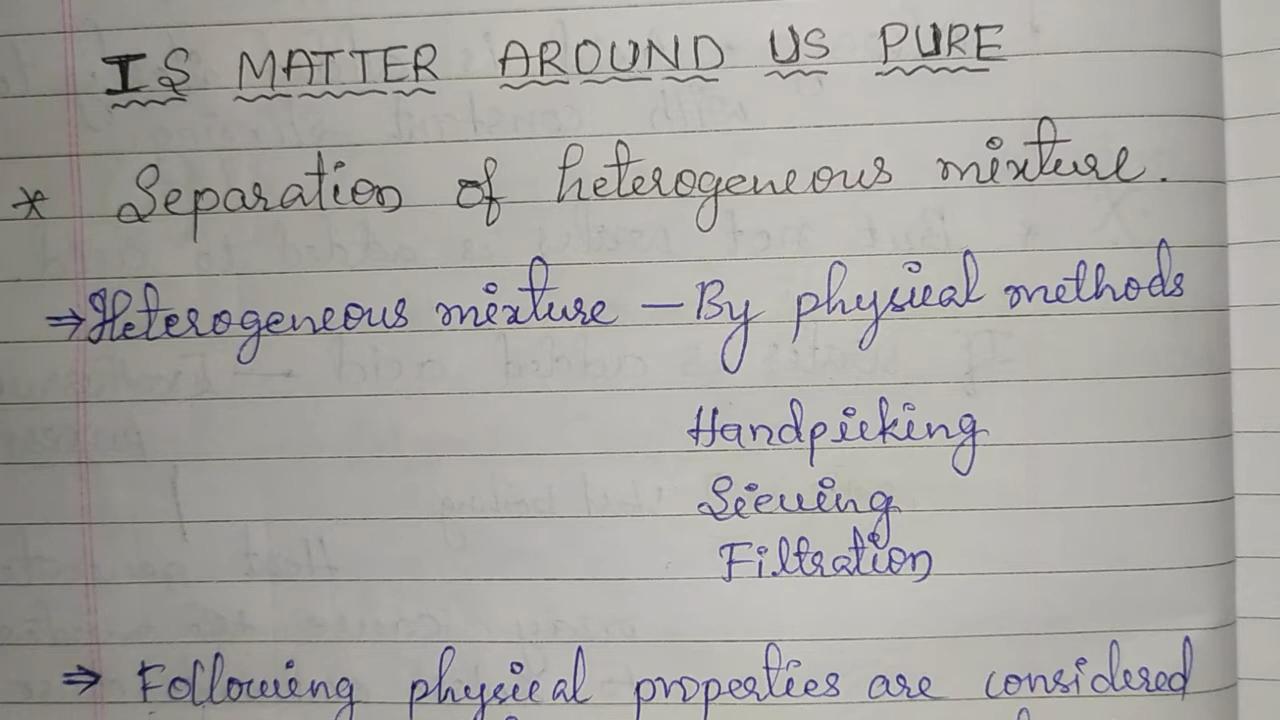 IS MATTER AROUND US PURE
* Separation of heterogeneous mixture.
⇒ Heterogeneous mixture — By physical methods
Handpicking
Sieving
Filtration
⇒ Following physical properties are considered